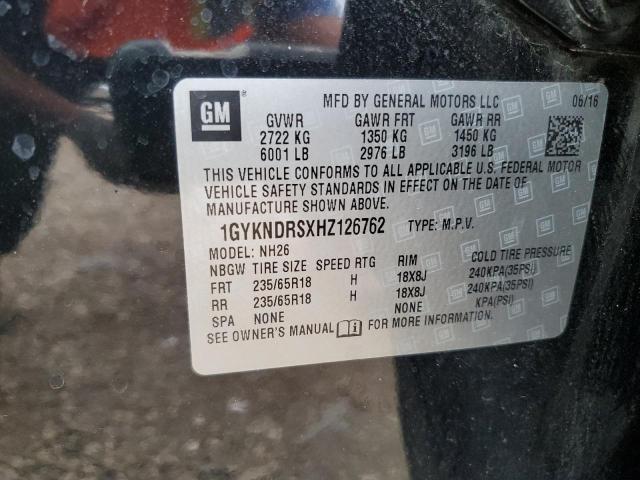 GM
MFD BY GENERAL MOTORS LLC 06/16
GVWR GAWR FRT GAWR RR
2722 KG 1350 KG 1450 KG
6001 LB 2976 LB 3196 LB
THIS VEHICLE CONFORMS TO ALL APPLICABLE U.S. FEDERAL MOTOR
VEHICLE SAFETY STANDARDS IN EFFECT ON THE DATE OF
MANUFACTURE SHOWN ABOVE.
1GYKNDRSXHZ126762 TYPE: M.P.V.
MODEL: NH26
NBGW TIRE SIZE SPEED RTG RIM COLD TIRE PRESSURE
FRT 235/65R18 H 18X8J 240KPA(35PSI)
RR 235/65R18 H 18X8J 240KPA(35PSI)
SPA NONE NONE KPA(PSI)
SEE OWNER'S MANUAL i FOR MORE INFORMATION.